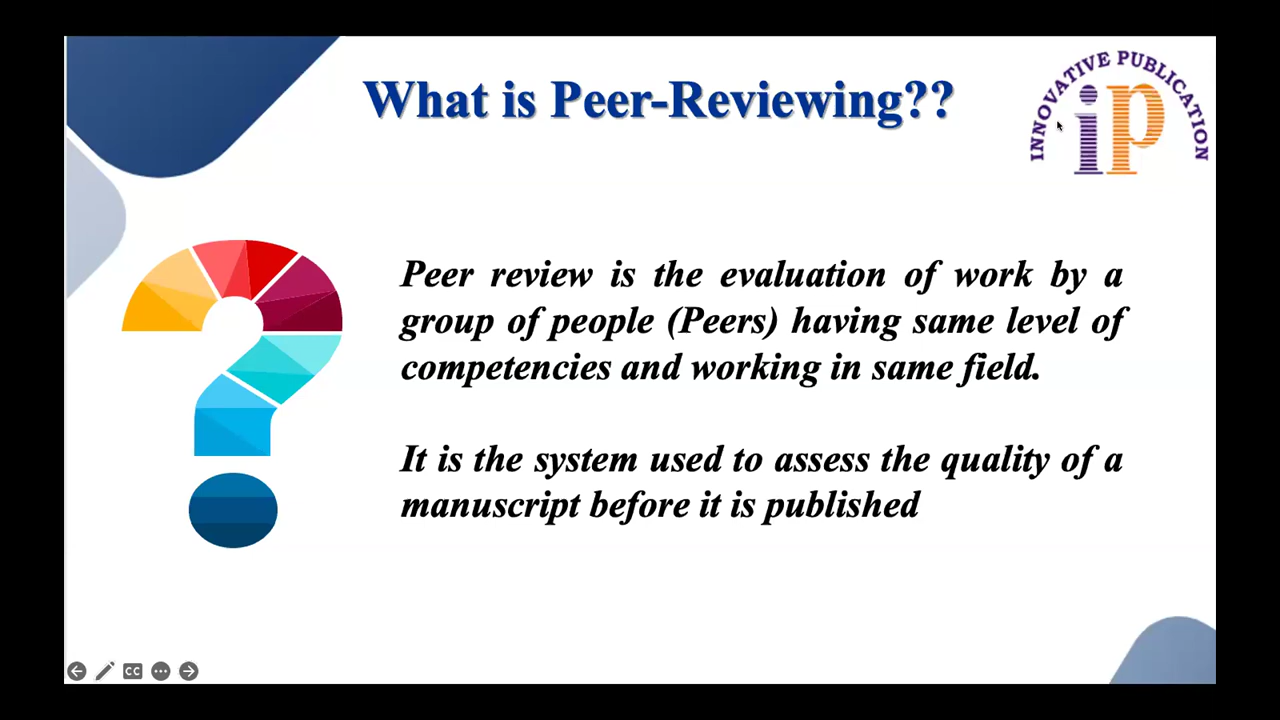 What is Peer-Reviewing??
INNOVATIVE PUBLICATION
ip
Peer review is the evaluation of work by a
group of people (Peers) having same level of
competencies and working in same field.
It is the system used to assess the quality of a
manuscript before it is published
CC